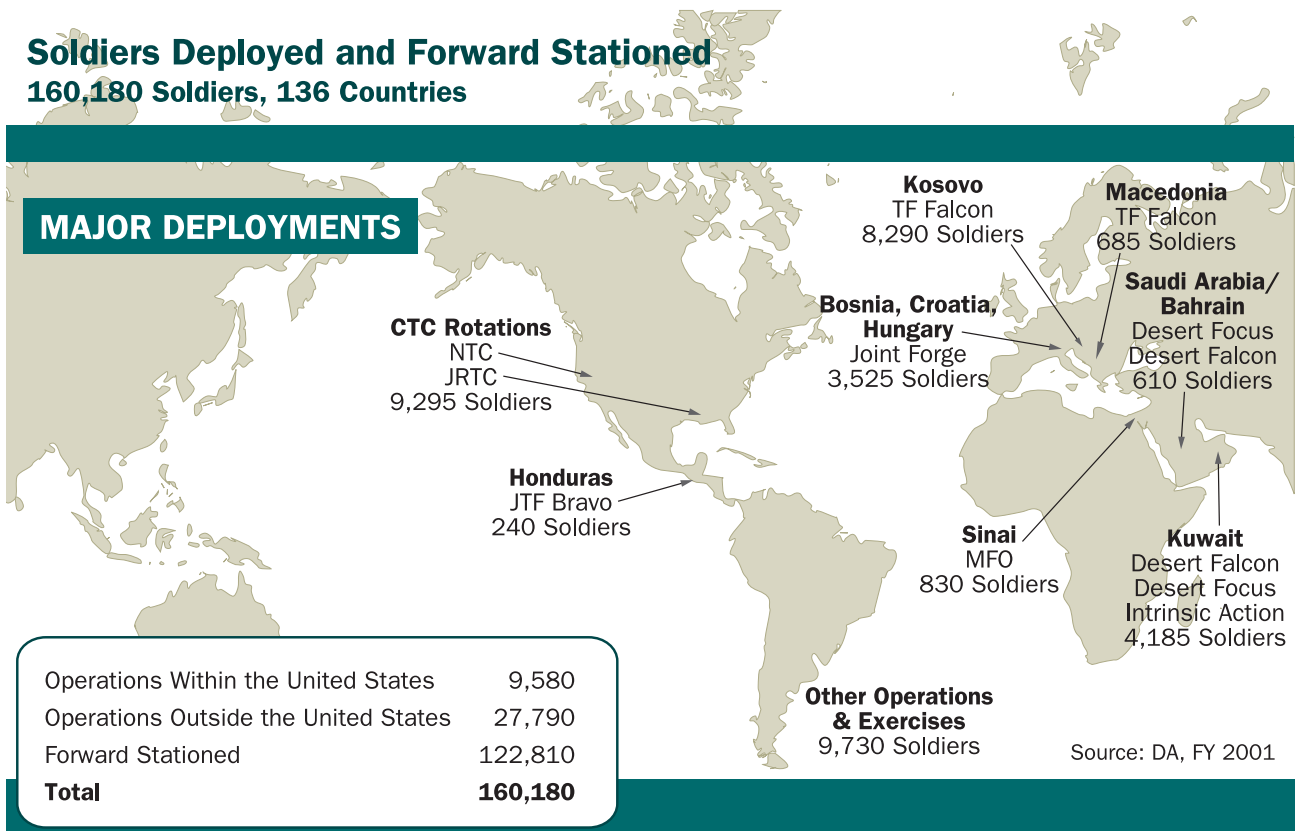 Soldiers Deployed and Forward Stationed
160,180 Soldiers, 136 Countries
MAJOR DEPLOYMENTS
Kosovo
TF Falcon
8,290 Soldiers
Macedonia
TF Falcon
685 Soldiers
Saudi Arabia/
Bahrain
Desert Focus
Desert Falcon
610 Soldiers
Bosnia, Croatia,
Hungary
Joint Forge
3,525 Soldiers
CTC Rotations
NTC
JRTC
9,295 Soldiers
Honduras
JTF Bravo
240 Soldiers
Sinai
MFO
830 Soldiers
Kuwait
Desert Falcon
Desert Focus
Intrinsic Action
4,185 Soldiers
Other Operations
& Exercises
9,730 Soldiers
Operations Within the United States 9,580
Operations Outside the United States 27,790
Forward Stationed 122,810
Total 160,180
Source: DA, FY 2001